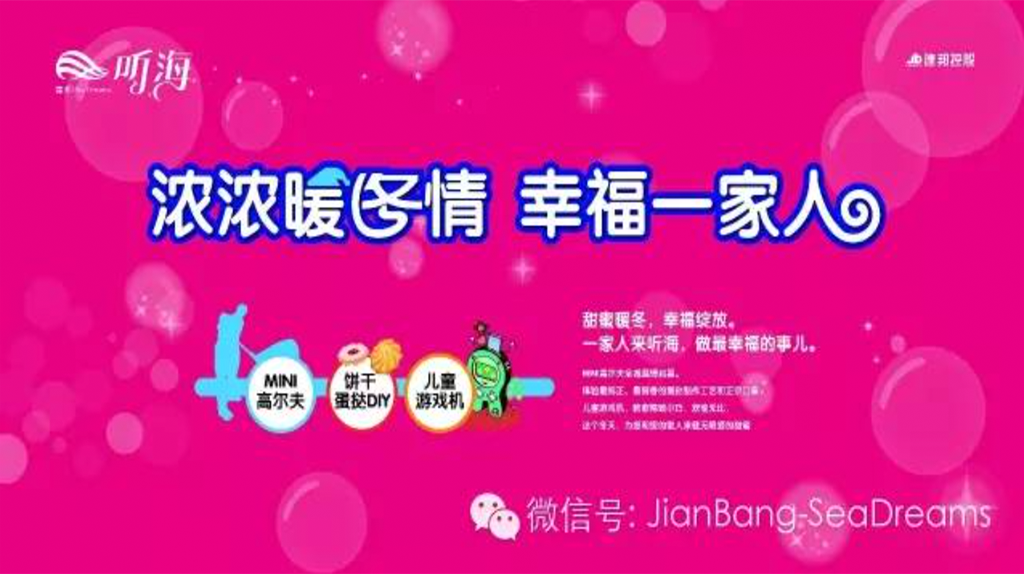 听海
建邦控股
浓浓暖冬情 幸福一家人
甜蜜暖冬，幸福绽放。
一家人来听海，做最幸福的事儿。
MINI
高尔夫
饼干
蛋挞DIY
儿童
游戏机
微信号: JianBang-SeaDreams